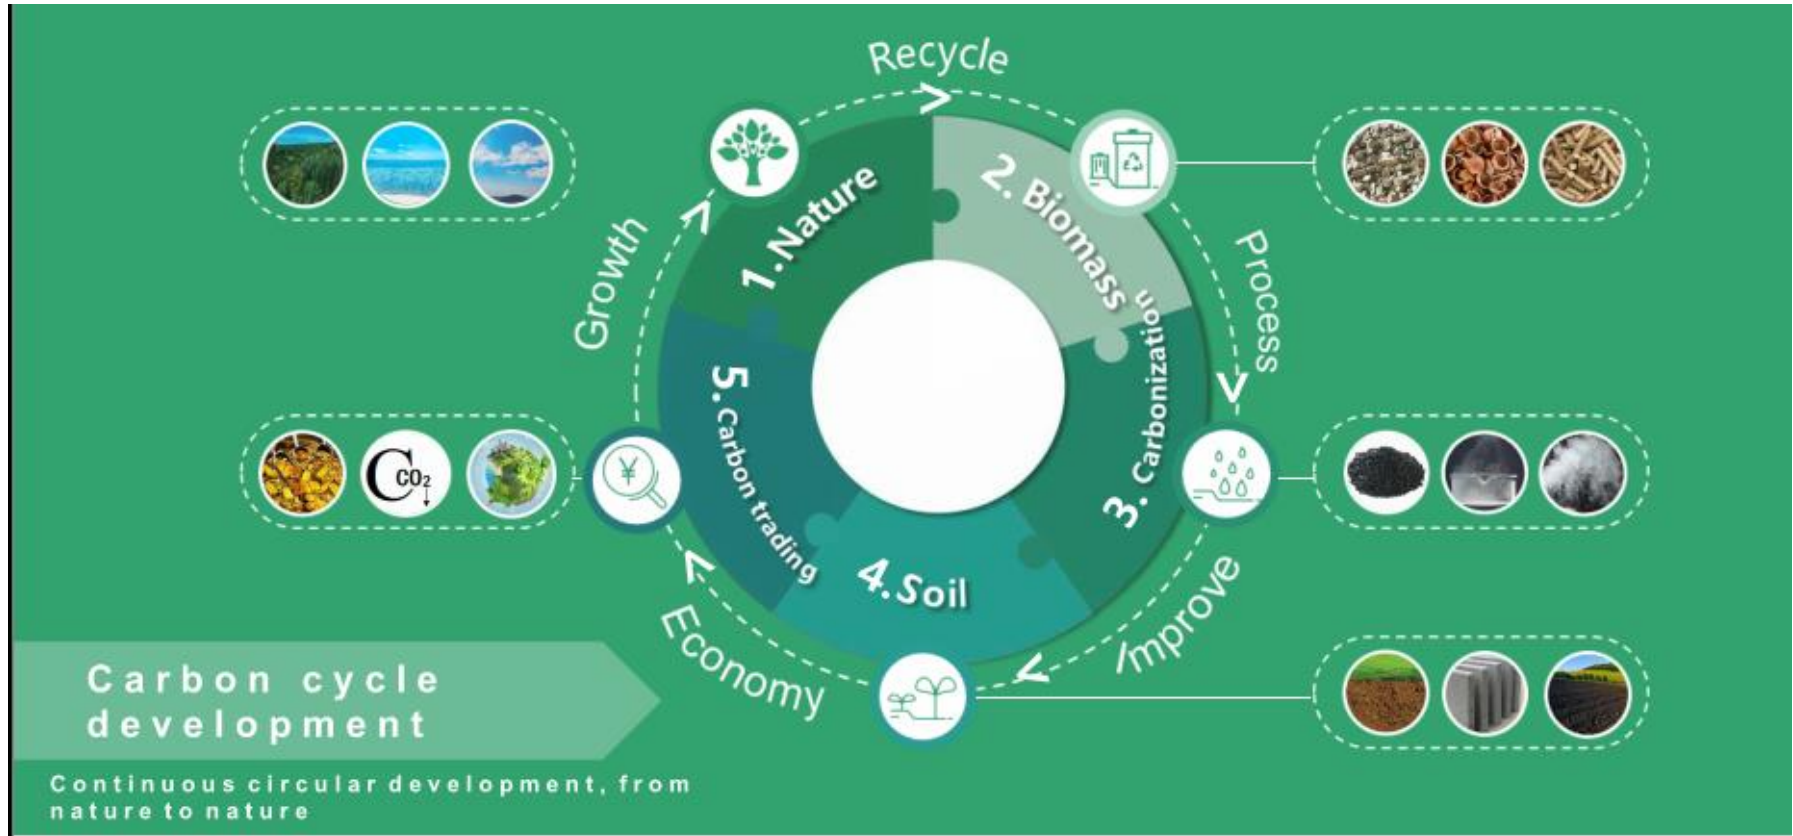 Recycle
1. Nature
2. Biomass
Growth
Process
3. Carbonization
5. Carbon trading
¥
C CO₂
4. Soil
Improve
Economy
Carbon cycle
development
Continuous circular development, from
nature to nature